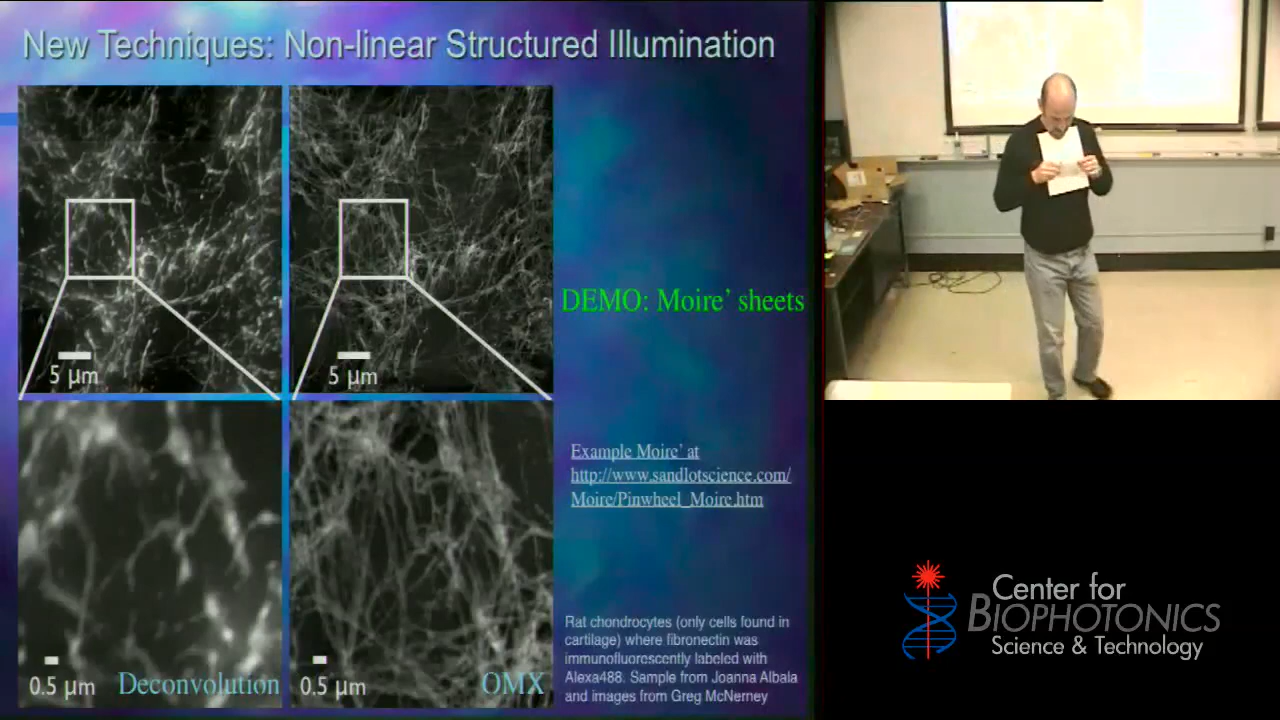 New Techniques: Non-linear Structured Illumination
5 µm
5 µm
DEMO: Moire' sheets
Example Moire' at
http://www.sandlotscience.com/
Moire/Pinwheel_Moire.htm
0.5 µm
Deconvolution
0.5 µm
OMX
Rat chondrocytes (only cells found in
cartilage) where fibronectin was
immunofluorescently labeled with
Alexa488. Sample from Joanna Albala
and images from Greg McNerney
Center for
BIOPHOTONICS
Science & Technology